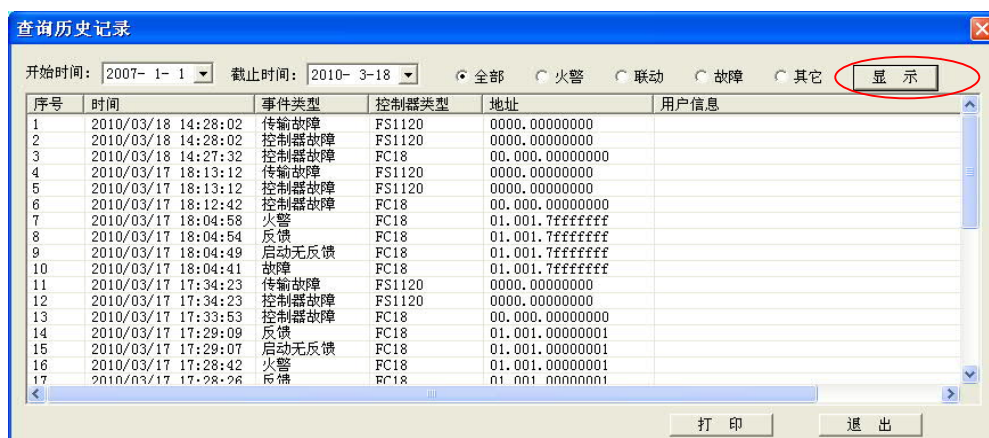 查询历史记录
开始时间： 2007- 1- 1 截止时间： 2010- 3-18 全部 火警 联动 故障 其它 显 示
序号 时间 事件类型 控制器类型 地址 用户信息
1 2010/03/18 14:28:02 传输故障 FS1120 0000.00000000
2 2010/03/18 14:28:02 控制器故障 FS1120 0000.00000000
3 2010/03/18 14:27:32 控制器故障 FC18 00.000.00000000
4 2010/03/17 18:13:12 传输故障 FS1120 0000.00000000
5 2010/03/17 18:13:12 控制器故障 FS1120 0000.00000000
6 2010/03/17 18:12:42 控制器故障 FC18 00.000.00000000
7 2010/03/17 18:04:58 火警 FC18 01.001.7fffffff
8 2010/03/17 18:04:54 反馈 FC18 01.001.7fffffff
9 2010/03/17 18:04:49 启动无反馈 FC18 01.001.7fffffff
10 2010/03/17 18:04:41 故障 FC18 01.001.7fffffff
11 2010/03/17 17:34:23 传输故障 FS1120 0000.00000000
12 2010/03/17 17:34:23 控制器故障 FS1120 0000.00000000
13 2010/03/17 17:33:53 控制器故障 FC18 00.000.00000000
14 2010/03/17 17:29:09 反馈 FC18 01.001.00000001
15 2010/03/17 17:29:07 启动无反馈 FC18 01.001.00000001
16 2010/03/17 17:28:42 火警 FC18 01.001.00000001
17 2010/03/17 17:28:26 反馈 FC18 01.001.00000001
打 印 退 出